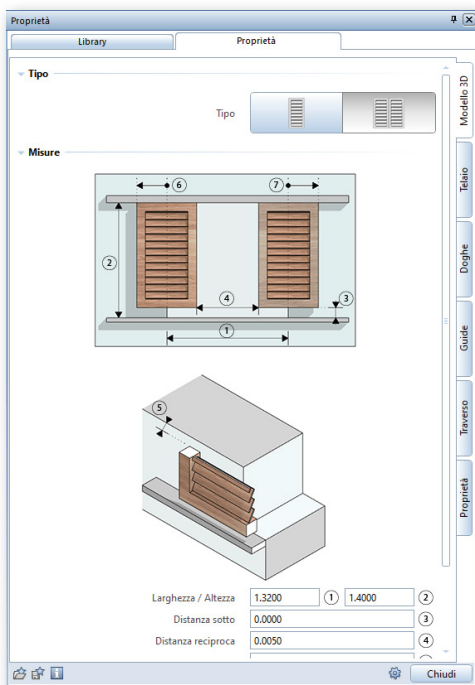 Proprietà
Library
Proprietà
Tipo
Tipo
Misure
6
7
2
4
3
1
5
Larghezza / Altezza 1.3200 1 1.4000 2
Distanza sotto 0.0000 3
Distanza reciproca 0.0050 4
Modello 3D
Telaio
Doghe
Guide
Traverso
Proprietà
Chiudi